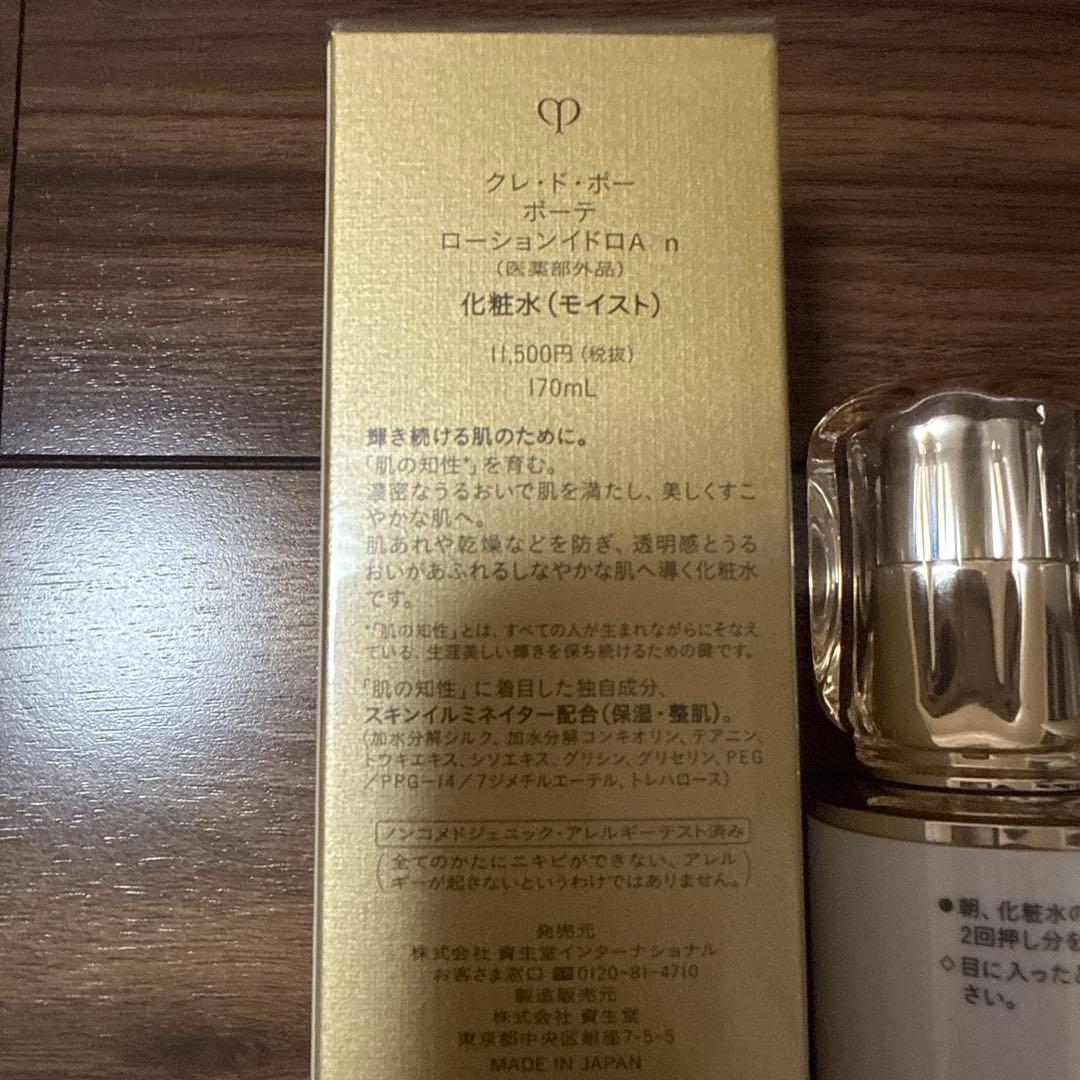 クレ・ド・ポー
ボーテ
ローションイドロA n
(医薬部外品)
化粧水(モイスト)
11,500円(税抜)
170mL
輝き続ける肌のために。
「肌の知性*」を育む。
濃密なうるおいで肌を満たし、美しくすこ
やかな肌へ。
肌あれや乾燥などを防ぎ、透明感とうる
おいがあふれるしなやかな肌へ導く化粧水
です。
*「肌の知性」とは、すべての人が生まれながらにそなえ
ている、生涯美しい輝きを保ち続けるための鍵です。
「肌の知性」に着目した独自成分、
スキンイルミネイター配合(保湿・整肌)。
(加水分解シルク、加水分解コンキオリン、テアニン、
トウキエキス、シソエキス、グリシン、グリセリン、PEG
/PPG-14/7ジメチルエーテル、トレハロース)
ノンコメドジェニック・アレルギーテスト済み
(全てのかたにニキビができない、アレル
ギーが起きないというわけではありません。)
発売元
株式会社 資生堂インターナショナル
お客さま窓口 0120-81-4710
製造販売元
株式会社 資生堂
東京都中央区銀座7-5-5
MADE IN JAPAN
●朝、化粧水の
2回押し分を
◇目に入ったと
さい。